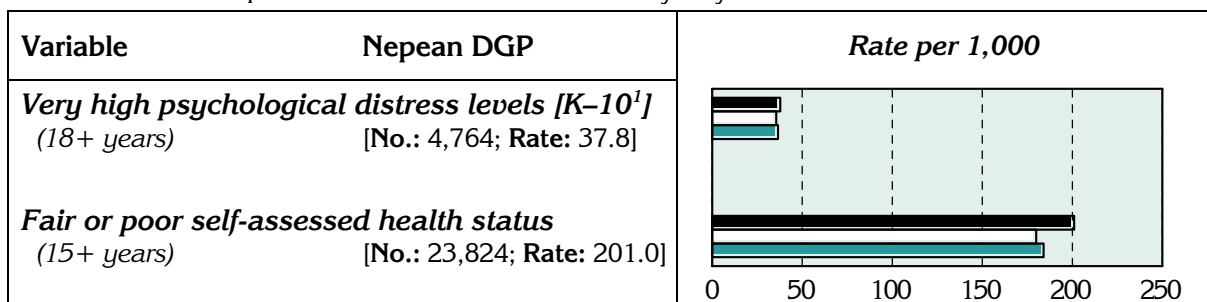 Variable Nepean DGP Rate per 1,000
Very high psychological distress levels [K–10¹]
(18+ years) [No.: 4,764; Rate: 37.8]
Fair or poor self-assessed health status
(15+ years) [No.: 23,824; Rate: 201.0]
0 50 100 150 200 250